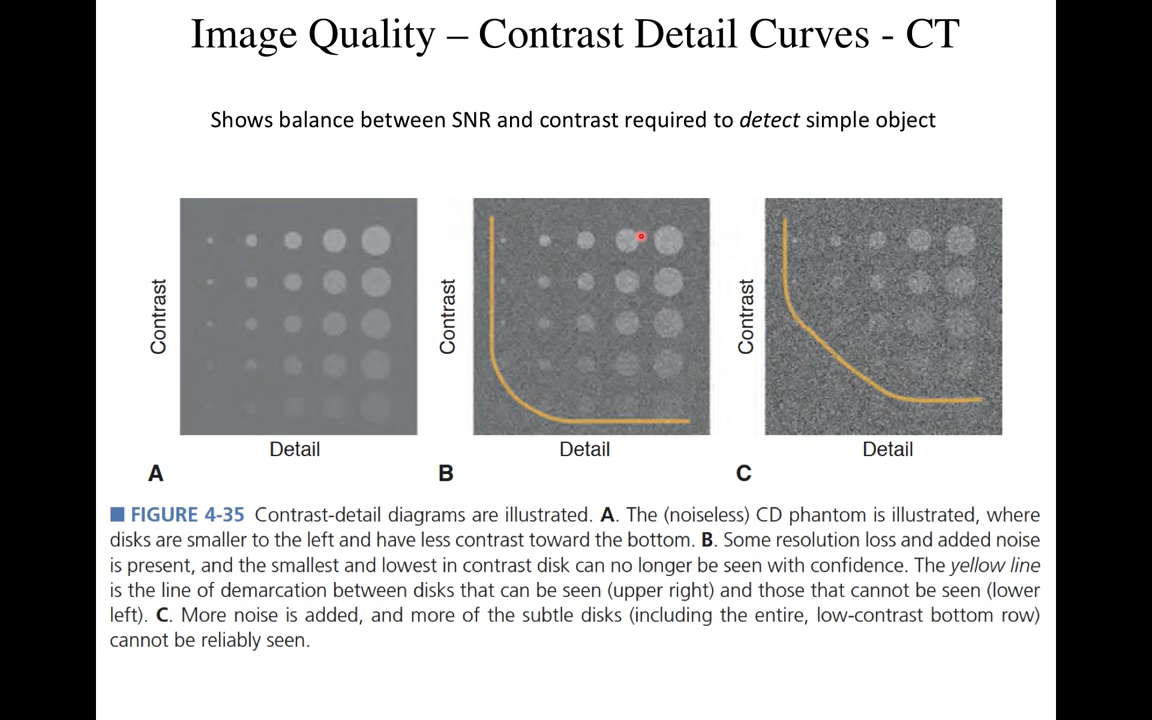 Image Quality – Contrast Detail Curves - CT
Shows balance between SNR and contrast required to detect simple object
Contrast
Detail
A
Contrast
Detail
B
Contrast
Detail
C
■ FIGURE 4-35 Contrast-detail diagrams are illustrated. A. The (noiseless) CD phantom is illustrated, where
disks are smaller to the left and have less contrast toward the bottom. B. Some resolution loss and added noise
is present, and the smallest and lowest in contrast disk can no longer be seen with confidence. The yellow line
is the line of demarcation between disks that can be seen (upper right) and those that cannot be seen (lower
left). C. More noise is added, and more of the subtle disks (including the entire, low-contrast bottom row)
cannot be reliably seen.